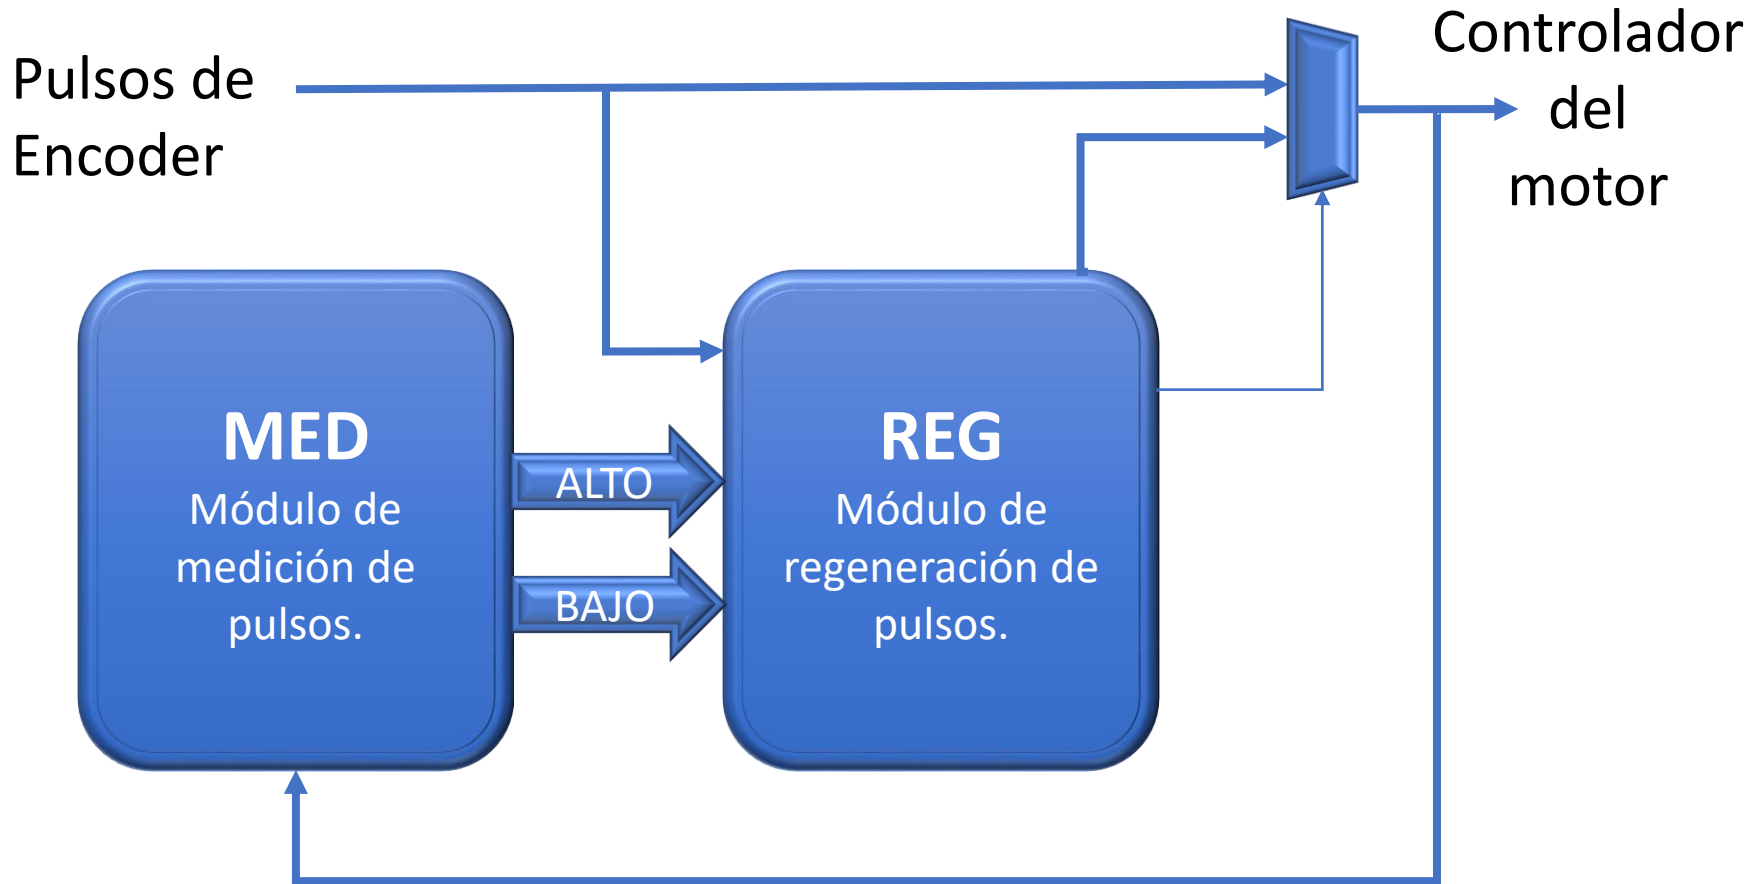 Pulsos de
Encoder
Controlador
del
motor
MED
Módulo de
medición de
pulsos.
ALTO
BAJO
REG
Módulo de
regeneración de
pulsos.